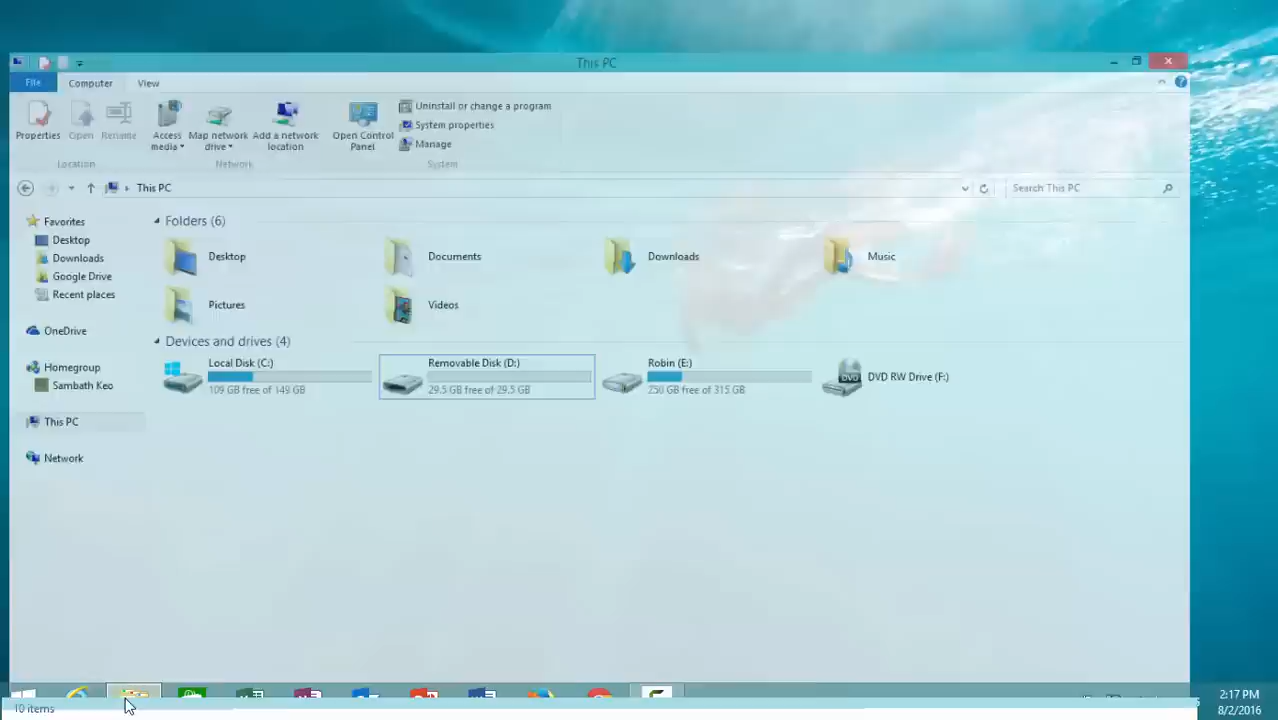 This PC
File
Computer
View
Properties
Open
Rename
Access media
Map network drive
Add a network location
Open Control Panel
Uninstall or change a program
System properties
Manage
Location
Network
System
This PC
Search This PC
Favorites
Desktop
Downloads
Google Drive
Recent places
OneDrive
Homegroup
Sambath Keo
This PC
Network
Folders (6)
Desktop
Documents
Downloads
Music
Pictures
Videos
Devices and drives (4)
Local Disk (C:)
109 GB free of 149 GB
Removable Disk (D:)
29.5 GB free of 29.5 GB
Robin (E:)
250 GB free of 315 GB
DVD RW Drive (F:)
10 items
2:17 PM
8/2/2016